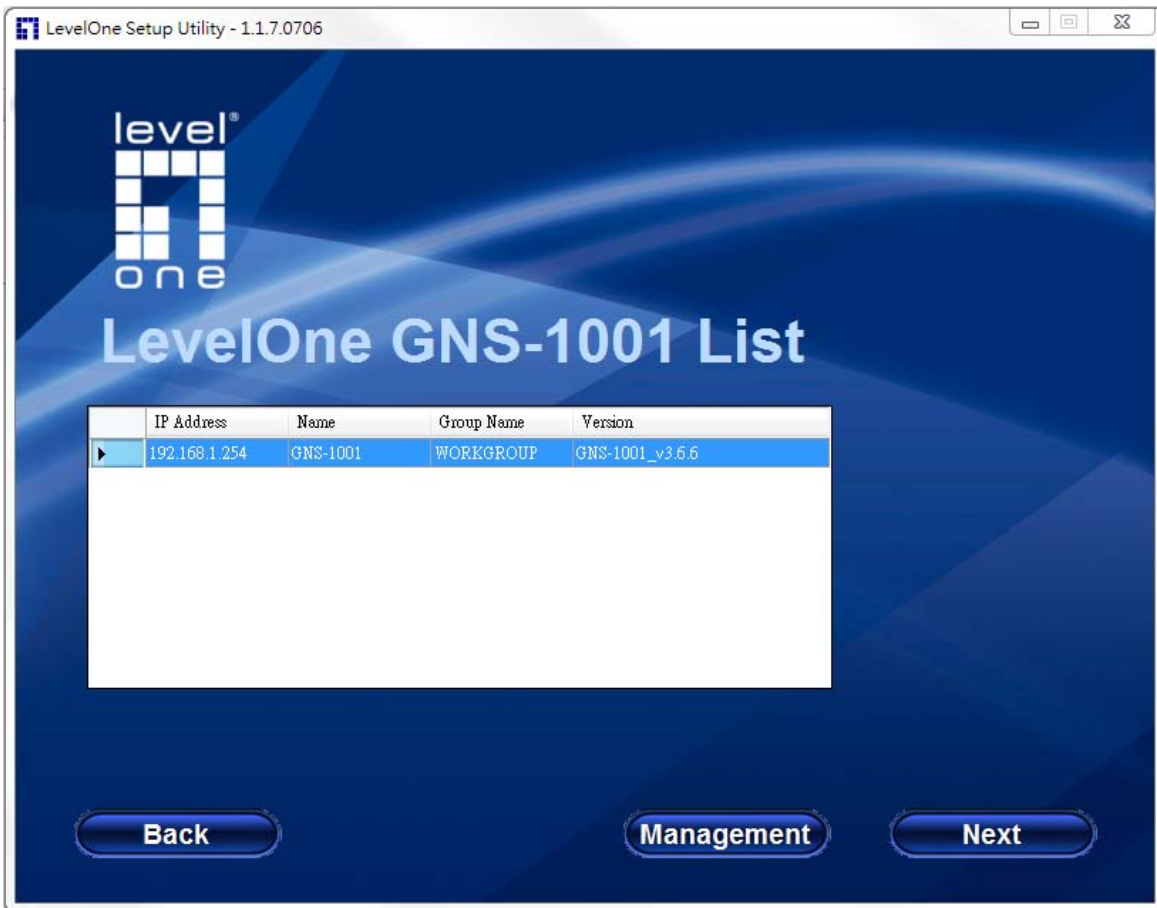 LevelOne Setup Utility - 1.1.7.0706
level®
one
LevelOne GNS-1001 List
IP Address Name Group Name Version
192.168.1.254 GNS-1001 WORKGROUP GNS-1001_v3.6.6
Back Management Next